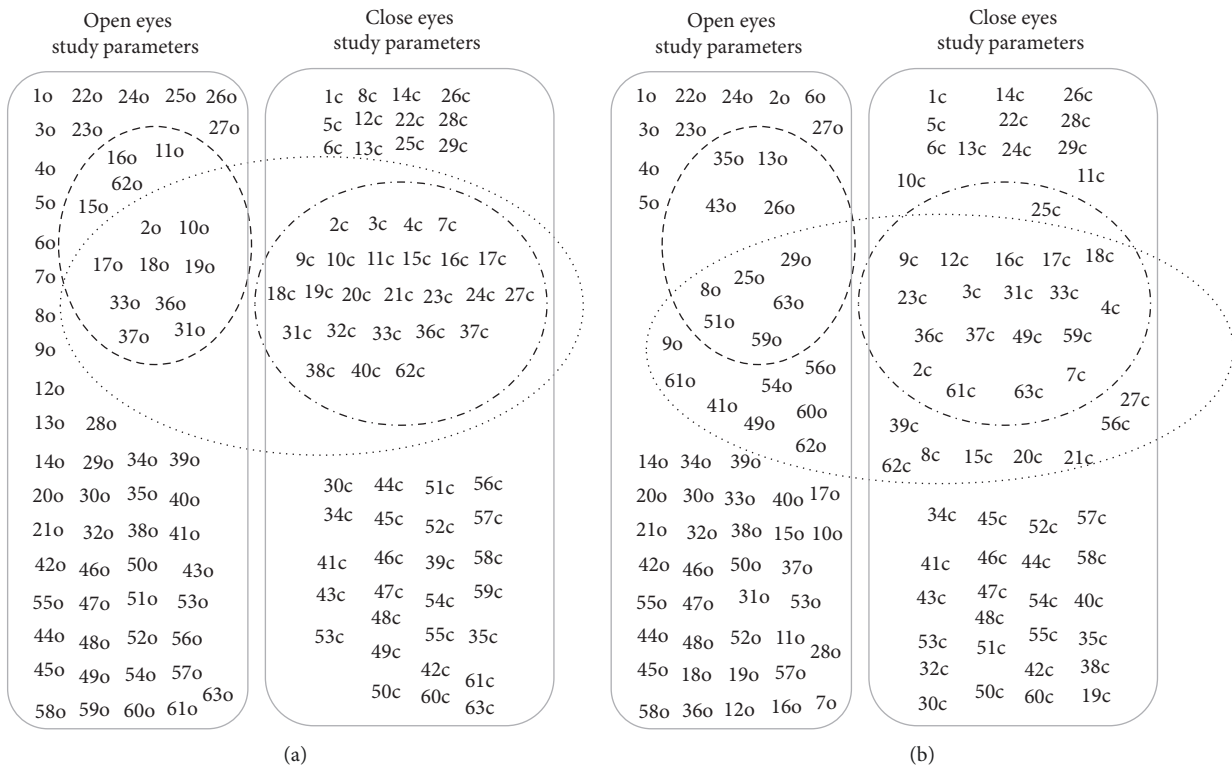 Open eyes
study parameters
Close eyes
study parameters
1o 22o 24o 25o 26o
3o 23o 27o
16o 11o
4o
62o
5o 15o
2o 10o
6o
17o 18o 19o
7o
33o 36o
8o
37o 31o
9o
12o
13o 28o
14o 29o 34o 39o
20o 30o 35o 40o
21o 32o 38o 41o
42o 46o 50o 43o
55o 47o 51o 53o
44o 48o 52o 56o
45o 49o 54o 57o
63o
58o 59o 60o 61o
1c 8c 14c 26c
5c 12c 22c 28c
6c 13c 25c 29c
2c 3c 4c 7c
9c 10c 11c 15c 16c 17c
18c 19c 20c 21c 23c 24c 27c
31c 32c 33c 36c 37c
38c 40c 62c
30c 44c 51c 56c
34c 45c 52c 57c
41c 46c 39c 58c
43c 47c 54c 59c
48c
53c 49c 55c 35c
42c 61c
50c 60c 63c
(a)
Open eyes
study parameters
Close eyes
study parameters
1o 22o 24o 2o 6o
3o 23o 27o
35o 13o
4o
5o 43o 26o
29o
25o
8o 63o
51o
59o
9o
56o
61o 54o
41o 60o
49o
62o
14o 34o 39o
20o 30o 33o 40o 17o
21o 32o 38o 15o 10o
42o 46o 50o 37o
55o 47o 31o 53o
44o 48o 52o 11o
28o
45o 18o 19o 57o
58o 36o 12o 16o 7o
1c 14c 26c
5c 22c 28c
6c 13c 24c 29c
10c 11c
25c
9c 12c 16c 17c 18c
23c 3c 31c 33c 4c
36c 37c 49c 59c
2c 7c
61c 63c 27c
39c 56c
62c 8c 15c 20c 21c
34c 45c 52c 57c
41c 46c 44c 58c
43c 47c 54c 40c
48c
53c 51c 55c 35c
32c 42c 38c
30c 50c 60c 19c
(b)